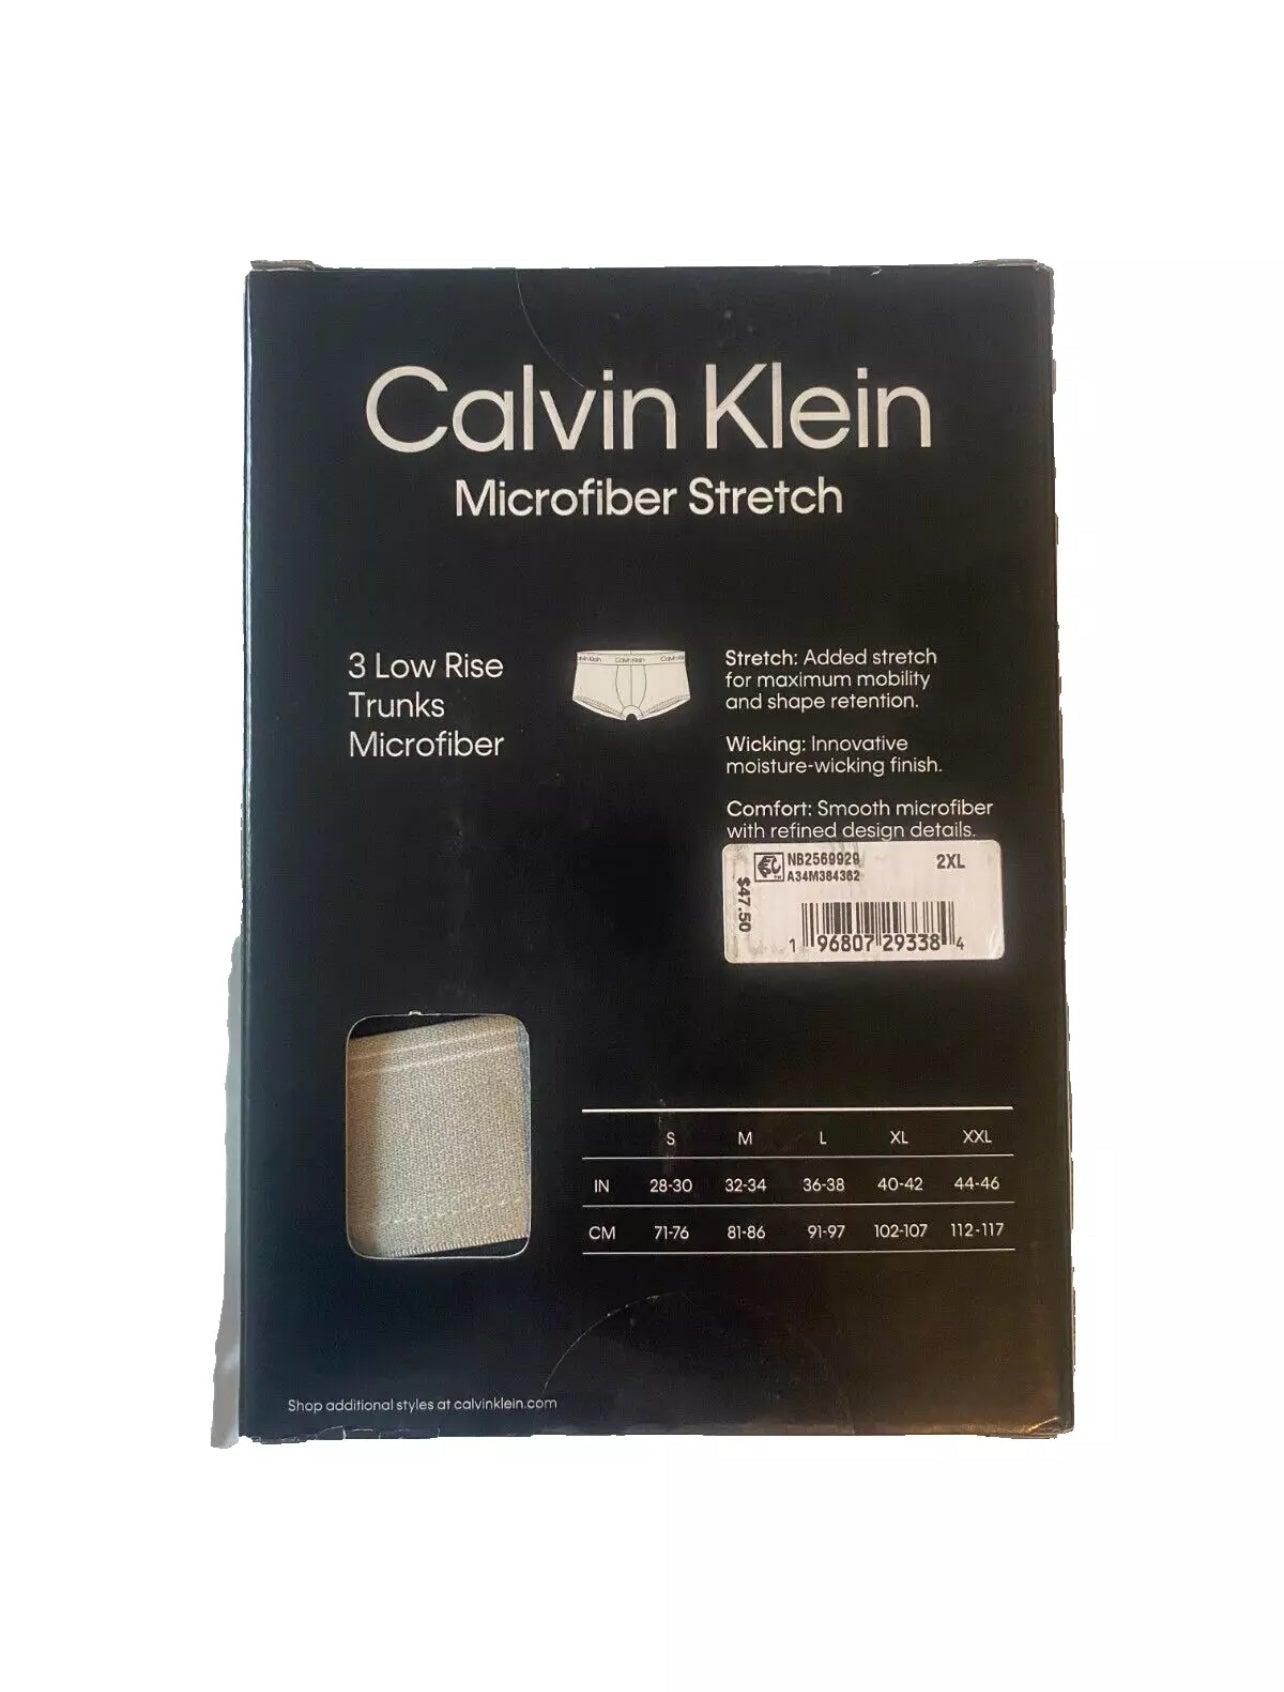 Calvin Klein
Microfiber Stretch
3 Low Rise
Trunks
Microfiber
Calvin Klein
Stretch: Added stretch
for maximum mobility
and shape retention.
Wicking: Innovative
moisture-wicking finish.
Comfort: Smooth microfiber
with refined design details.
NB2569929 2XL
A34M384362
$47.50
1 96807 29338 4
S M L XL XXL
IN 28-30 32-34 36-38 40-42 44-46
CM 71-76 81-86 91-97 102-107 112-117
Shop additional styles at calvinklein.com